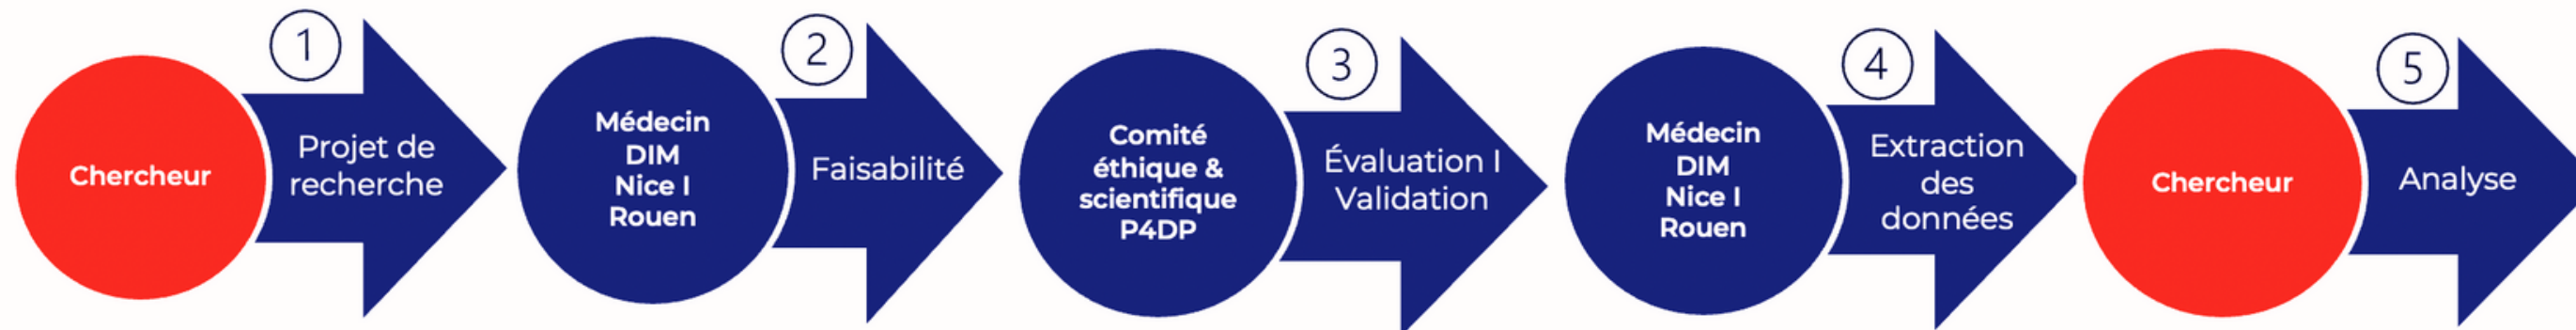 1
Chercheur
Projet de
recherche
2
Médecin
DIM
Nice I
Rouen
Faisabilité
3
Comité
éthique &
scientifique
P4DP
Évaluation I
Validation
4
Médecin
DIM
Nice I
Rouen
Extraction
des
données
5
Chercheur
Analyse